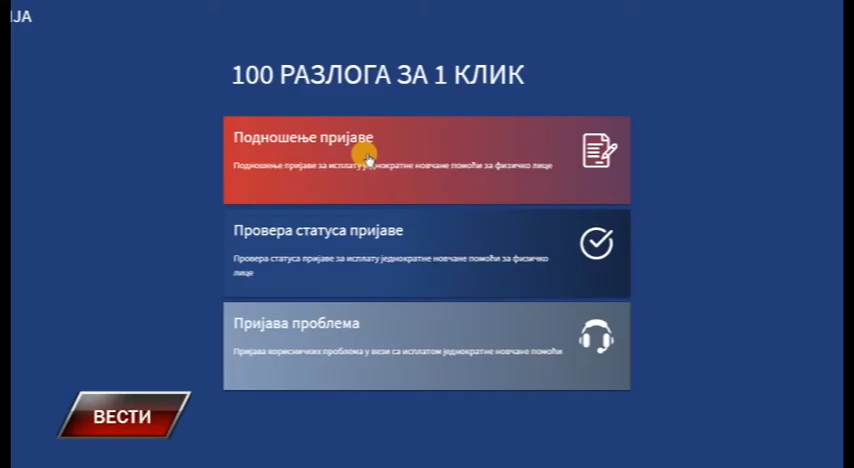 ИЈА
100 РАЗЛОГА ЗА 1 КЛИК
Подношење пријаве
Подношење пријаве за исплату једнократне новчане помоћи за физичко лице
Провера статуса пријаве
Провера статуса пријаве за исплату једнократне новчане помоћи за физичко
лице
Пријава проблема
Пријава корисничких проблема у вези са исплатом једнократне новчане помоћи
ВЕСТИ